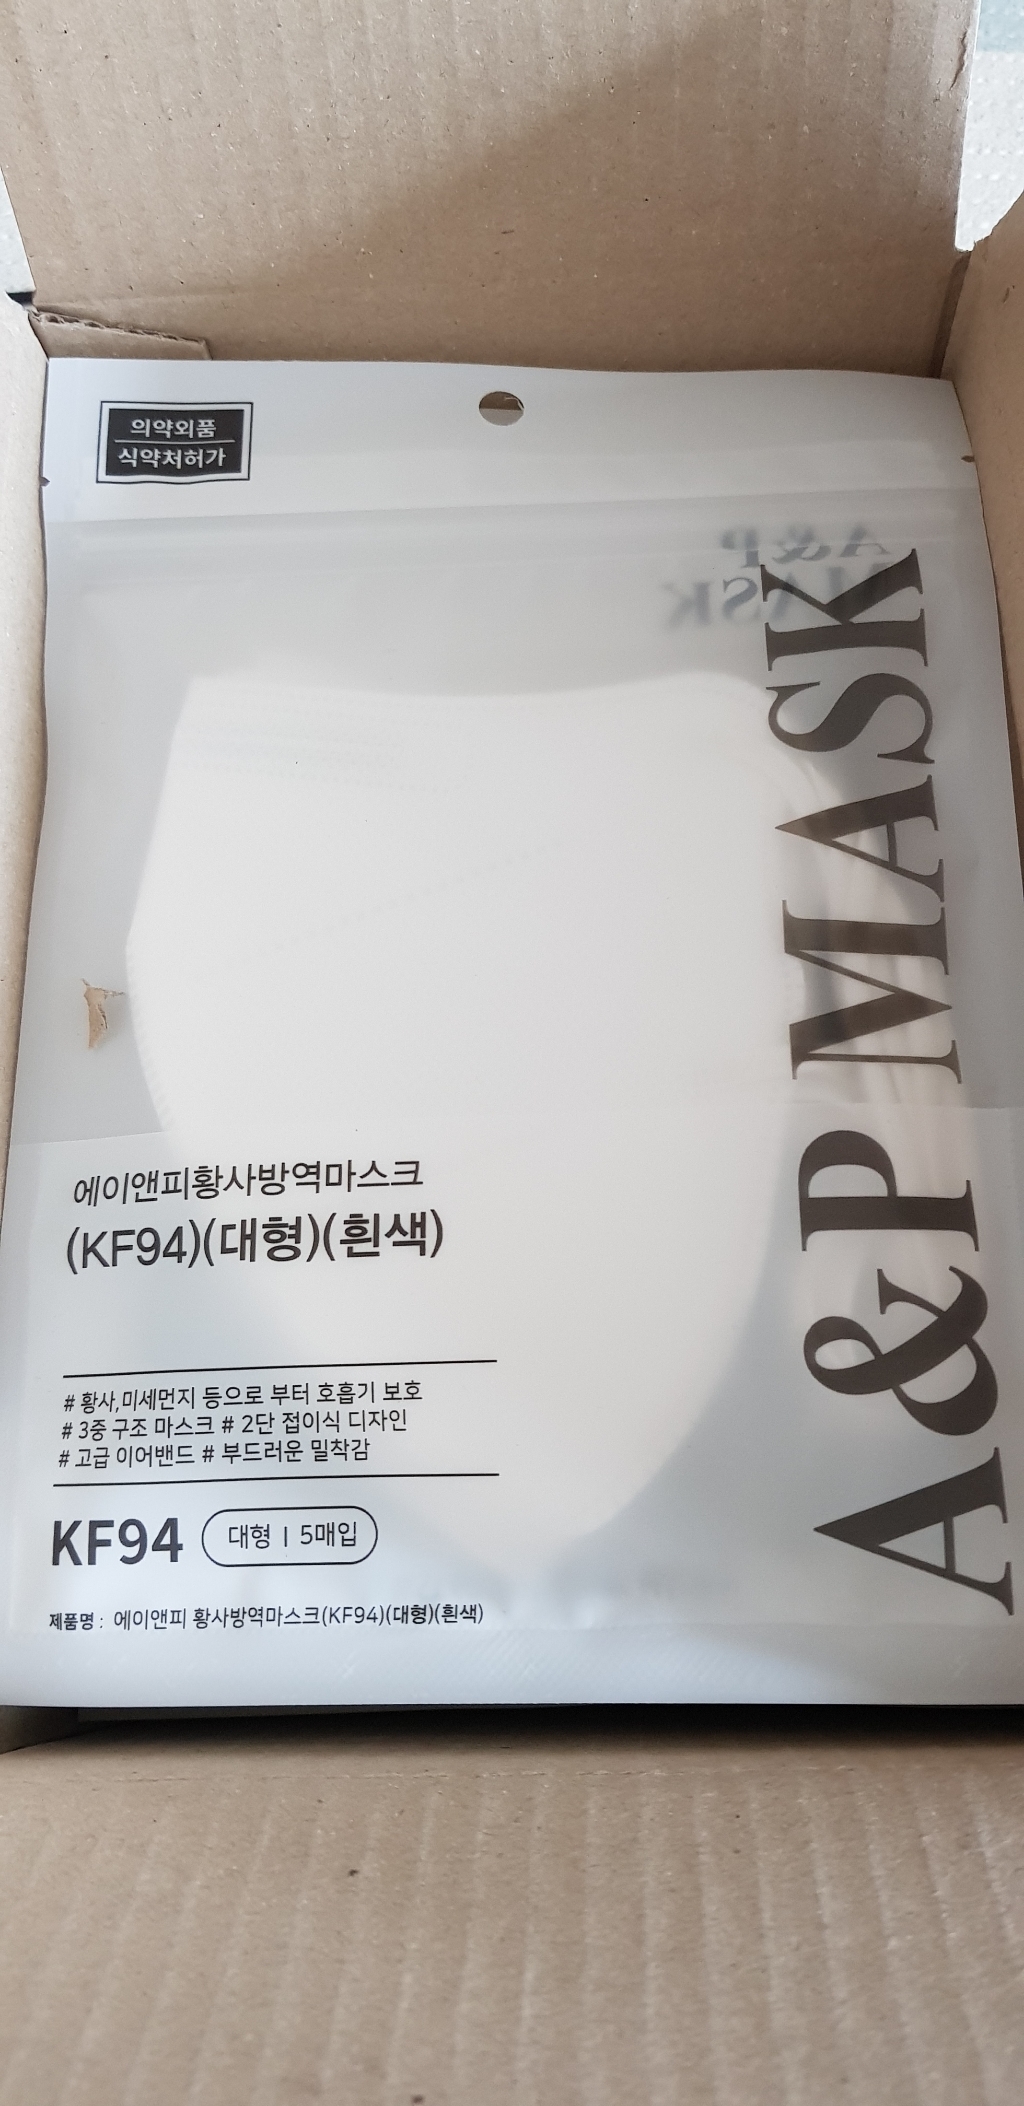 의약외품
식약처허가
A&P
MASK
A&P MASK
에이앤피황사방역마스크
(KF94)(대형)(흰색)
# 황사,미세먼지 등으로 부터 호흡기 보호
# 3중 구조 마스크 # 2단 접이식 디자인
# 고급 이어밴드 # 부드러운 밀착감
KF94 대형 | 5매입
제품명 : 에이앤피 황사방역마스크(KF94)(대형)(흰색)